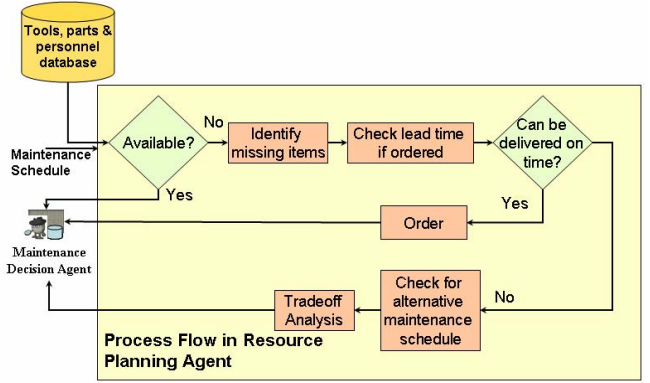 Tools, parts &
personnel
database
Maintenance
Schedule
Available?
No
Identify
missing items
Check lead time
if ordered
Can be
delivered on
time?
Yes
Yes
Order
Maintenance
Decision Agent
No
Check for
alternative
maintenance
schedule
Tradeoff
Analysis
Process Flow in Resource
Planning Agent